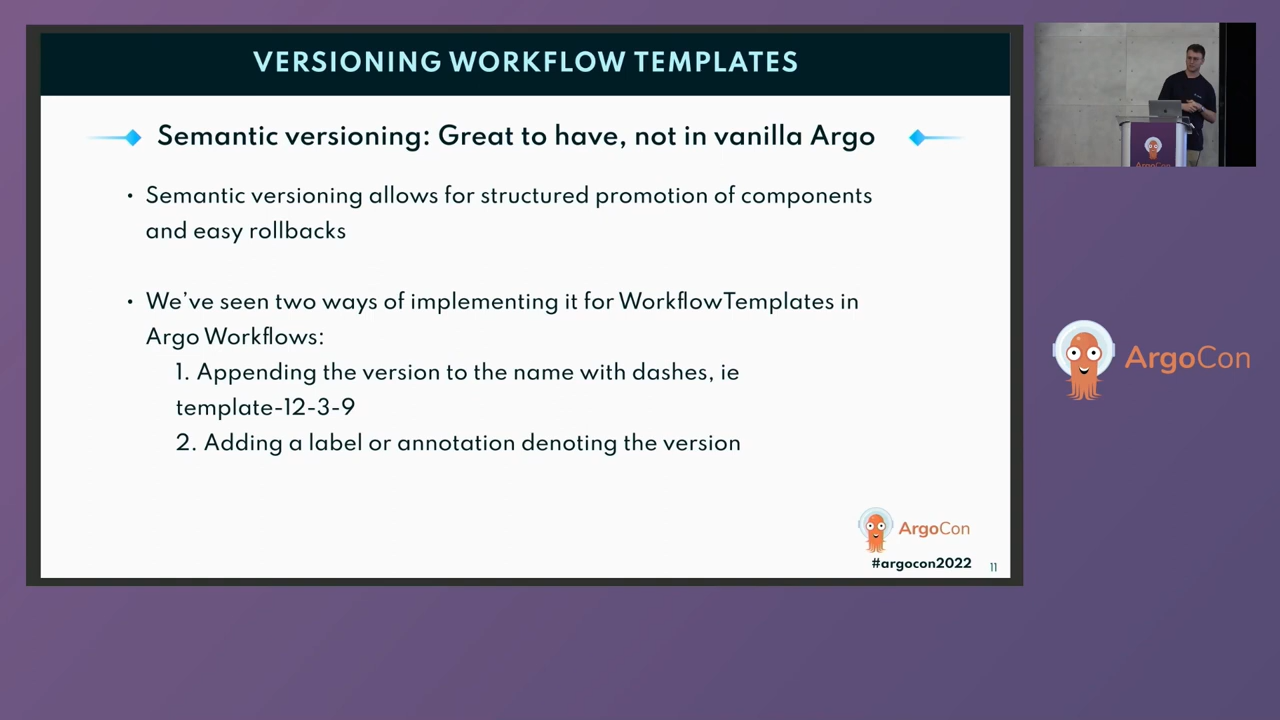 VERSIONING WORKFLOW TEMPLATES
Semantic versioning: Great to have, not in vanilla Argo
• Semantic versioning allows for structured promotion of components
and easy rollbacks
• We've seen two ways of implementing it for WorkflowTemplates in
Argo Workflows:
1. Appending the version to the name with dashes, ie
template-12-3-9
2. Adding a label or annotation denoting the version
ArgoCon
#argocon2022
11
ArgoCon
ArgoCon